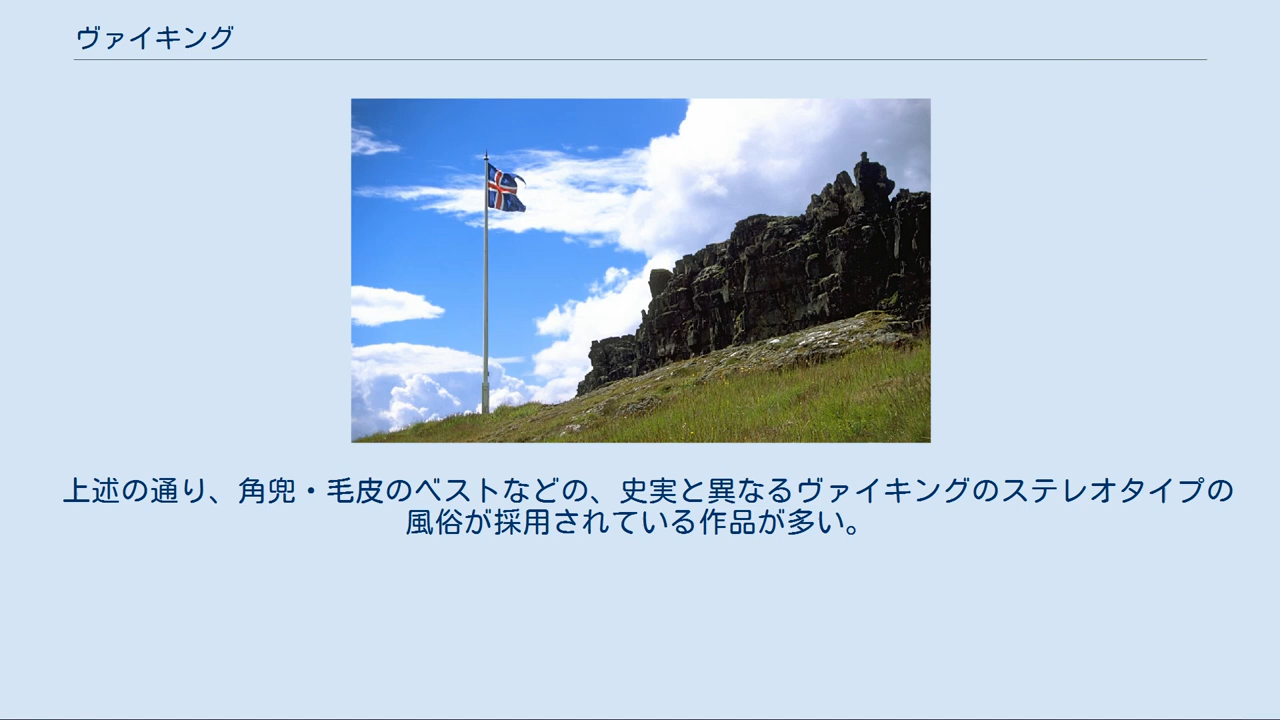 ヴァイキング
上述の通り、角兜・毛皮のベストなどの、史実と異なるヴァイキングのステレオタイプの
風俗が採用されている作品が多い。